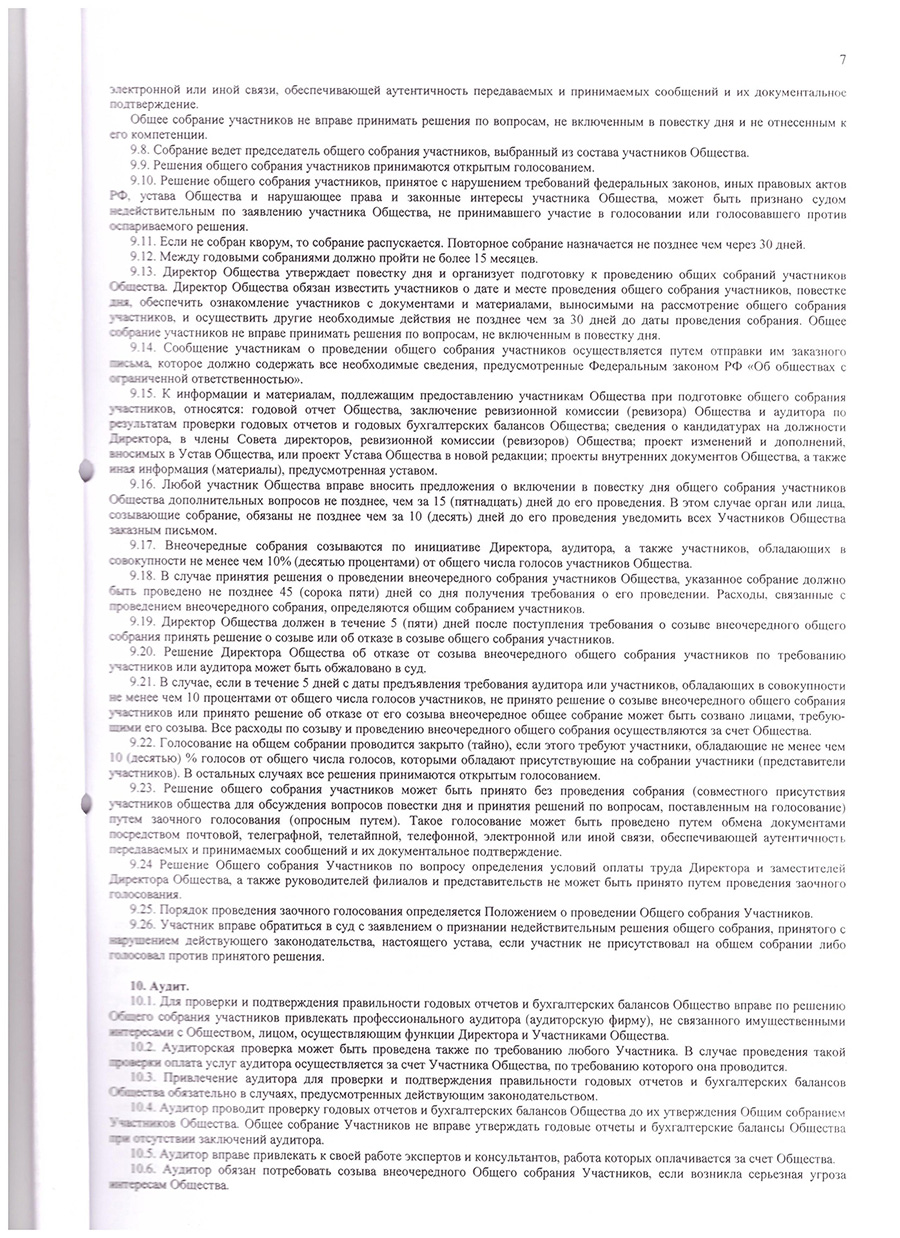 7
электронной или иной связи, обеспечивающей аутентичность передаваемых и принимаемых сообщений и их документальное
подтверждение.
Общее собрание участников не вправе принимать решения по вопросам, не включенным в повестку дня и не отнесенным к
его компетенции.
9.8. Собрание ведет председатель общего собрания участников, выбранный из состава участников Общества.
9.9. Решения общего собрания участников принимаются открытым голосованием.
9.10. Решение общего собрания участников, принятое с нарушением требований федеральных законов, иных правовых актов
РФ, устава Общества и нарушающее права и законные интересы участника Общества, может быть признано судом
недействительным по заявлению участника Общества, не принимавшего участие в голосовании или голосовавшего против
оспариваемого решения.
9.11. Если не собран кворум, то собрание распускается. Повторное собрание назначается не позднее чем через 30 дней.
9.12. Между годовыми собраниями должно пройти не более 15 месяцев.
9.13. Директор Общества утверждает повестку дня и организует подготовку к проведению общих собраний участников
Общества. Директор Общества обязан известить участников о дате и месте проведения общего собрания участников, повестке
дня, обеспечить ознакомление участников с документами и материалами, выносимыми на рассмотрение общего собрания
участников, и осуществить другие необходимые действия не позднее чем за 30 дней до даты проведения собрания. Общее
собрание участников не вправе принимать решения по вопросам, не включенным в повестку дня.
9.14. Сообщение участникам о проведении общего собрания участников осуществляется путем отправки им заказного
письма, которое должно содержать все необходимые сведения, предусмотренные Федеральным законом РФ «Об обществах с
ограниченной ответственностью».
9.15. К информации и материалам, подлежащим предоставлению участникам Общества при подготовке общего собрания
участников, относятся: годовой отчет Общества, заключение ревизионной комиссии (ревизора) Общества и аудитора по
результатам проверки годовых отчетов и годовых бухгалтерских балансов Общества; сведения о кандидатурах на должности
Директора, в члены Совета директоров, ревизионной комиссии (ревизоров) Общества; проект изменений и дополнений,
вносимых в Устав Общества, или проект Устава Общества в новой редакции; проекты внутренних документов Общества, а также
иная информация (материалы), предусмотренная уставом.
9.16. Любой участник Общества вправе вносить предложения о включении в повестку дня общего собрания участников
Общества дополнительных вопросов не позднее, чем за 15 (пятнадцать) дней до его проведения. В этом случае орган или лица,
созывающие собрание, обязаны не позднее чем за 10 (десять) дней до его проведения уведомить всех Участников Общества
заказным письмом.
9.17. Внеочередные собрания созываются по инициативе Директора, аудитора, а также участников, обладающих в
совокупности не менее чем 10% (десятью процентами) от общего числа голосов участников Общества.
9.18. В случае принятия решения о проведении внеочередного собрания участников Общества, указанное собрание должно
быть проведено не позднее 45 (сорока пяти) дней со дня получения требования о его проведении. Расходы, связанные с
проведением внеочередного собрания, определяются общим собранием участников.
9.19. Директор Общества должен в течение 5 (пяти) дней после поступления требования о созыве внеочередного общего
собрания принять решение о созыве или об отказе в созыве общего собрания участников.
9.20. Решение Директора Общества об отказе от созыва внеочередного общего собрания участников по требованию
участников или аудитора может быть обжаловано в суд.
9.21. В случае, если в течение 5 дней с даты предъявления требования аудитора или участников, обладающих в совокупности
не менее чем 10 процентами от общего числа голосов участников, не принято решение о созыве внеочередного общего собрания
участников или принято решение об отказе от его созыва внеочередное общее собрание может быть созвано лицами, требую-
щими его созыва. Все расходы по созыву и проведению внеочередного общего собрания осуществляются за счет Общества.
9.22. Голосование на общем собрании проводится закрыто (тайно), если этого требуют участники, обладающие не менее чем
10 (десятью) % голосов от общего числа голосов, которыми обладают присутствующие на собрании участники (представители
участников). В остальных случаях все решения принимаются открытым голосованием.
9.23. Решение общего собрания участников может быть принято без проведения собрания (совместного присутствия
участников общества для обсуждения вопросов повестки дня и принятия решений по вопросам, поставленным на голосование)
путем заочного голосования (опросным путем). Такое голосование может быть проведено путем обмена документами
посредством почтовой, телеграфной, телетайпной, телефонной, электронной или иной связи, обеспечивающей аутентичность
передаваемых и принимаемых сообщений и их документальное подтверждение.
9.24 Решение Общего собрания Участников по вопросу определения условий оплаты труда Директора и заместителей
Директора Общества, а также руководителей филиалов и представительств не может быть принято путем проведения заочного
голосования.
9.25. Порядок проведения заочного голосования определяется Положением о проведении Общего собрания Участников.
9.26. Участник вправе обратиться в суд с заявлением о признании недействительным решения общего собрания, принятого с
нарушением действующего законодательства, настоящего устава, если участник не присутствовал на общем собрании либо
голосовал против принятого решения.
10. Аудит.
10.1. Для проверки и подтверждения правильности годовых отчетов и бухгалтерских балансов Общество вправе по решению
Общего собрания участников привлекать профессионального аудитора (аудиторскую фирму), не связанного имущественными
интересами с Обществом, лицом, осуществляющим функции Директора и Участниками Общества.
10.2. Аудиторская проверка может быть проведена также по требованию любого Участника. В случае проведения такой
проверки оплата услуг аудитора осуществляется за счет Участника Общества, по требованию которого она проводится.
10.3. Привлечение аудитора для проверки и подтверждения правильности годовых отчетов и бухгалтерских балансов
Общества обязательно в случаях, предусмотренных действующим законодательством.
10.4. Аудитор проводит проверку годовых отчетов и бухгалтерских балансов Общества до их утверждения Общим собранием
Участников Общества. Общее собрание Участников не вправе утверждать годовые отчеты и бухгалтерские балансы Общества
при отсутствии заключений аудитора.
10.5. Аудитор вправе привлекать к своей работе экспертов и консультантов, работа которых оплачивается за счет Общества.
10.6. Аудитор обязан потребовать созыва внеочередного Общего собрания Участников, если возникла серьезная угроза
интересам Общества.